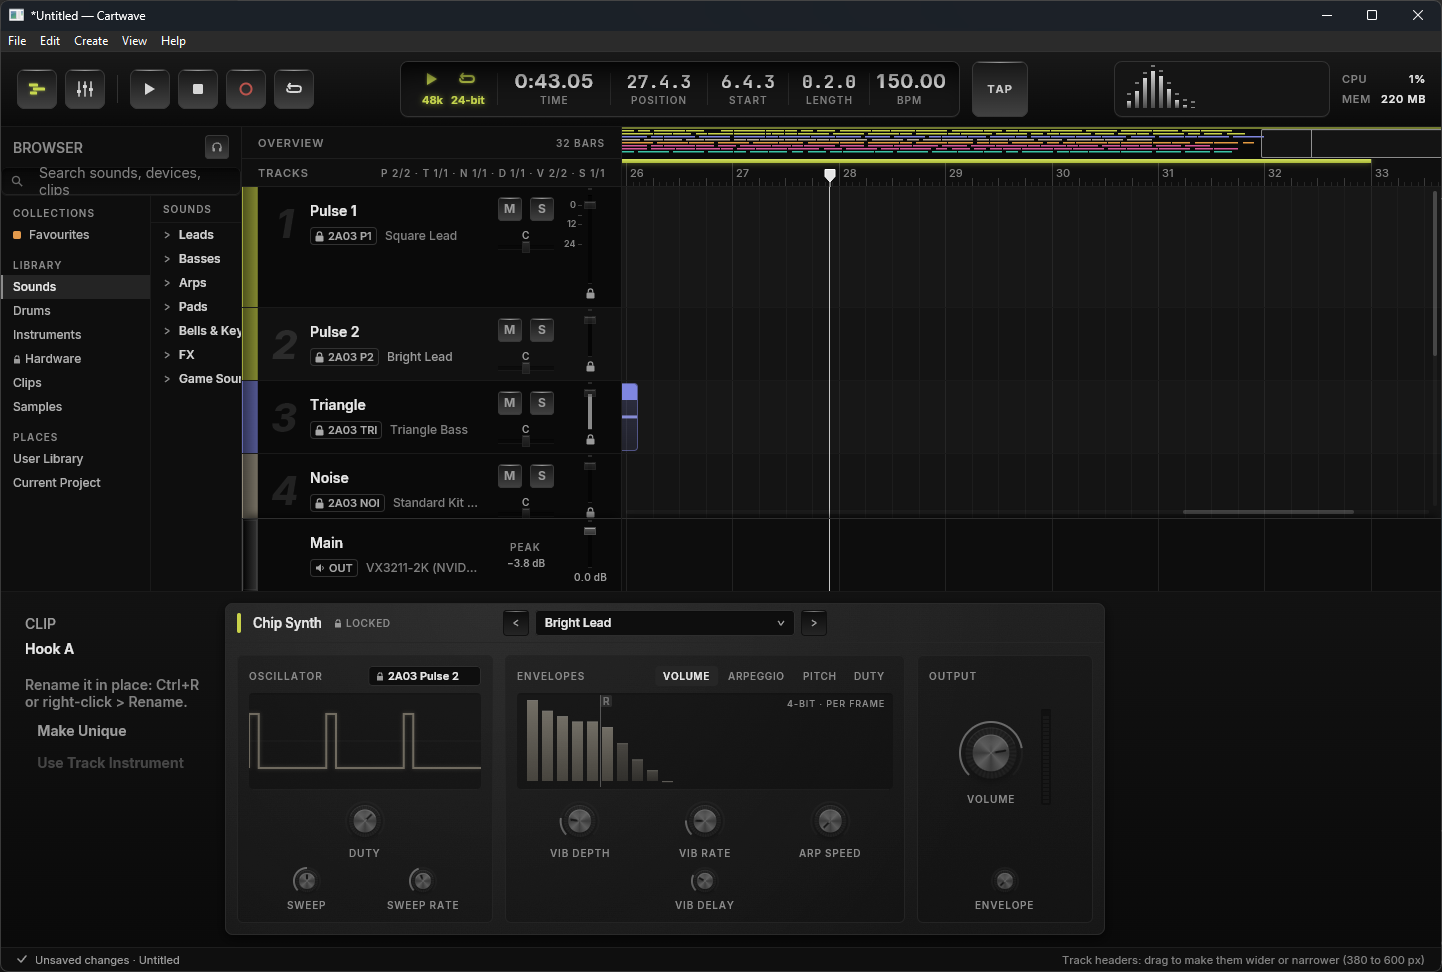 *Untitled — Cartwave
File Edit Create View Help
48k 24-bit
0:43.05 TIME
27.4.3 POSITION
6.4.3 START
0.2.0 LENGTH
150.00 BPM
TAP
CPU 1%
MEM 220 MB
BROWSER
Search sounds, devices,
clips
COLLECTIONS
Favourites
LIBRARY
Sounds
Drums
Instruments
Hardware
Clips
Samples
PLACES
User Library
Current Project
SOUNDS
> Leads
> Basses
> Arps
> Pads
> Bells & Key
> FX
> Game Sour
OVERVIEW 32 BARS
TRACKS P 2/2 · T 1/1 · N 1/1 · D 1/1 · V 2/2 · S 1/1
26 27 28 29 30 31 32 33
1 Pulse 1 M S
2A03 P1 Square Lead C
0
12
24
2 Pulse 2 M S
2A03 P2 Bright Lead C
3 Triangle M S
2A03 TRI Triangle Bass C
4 Noise M S
2A03 NOI Standard Kit ... C
Main PEAK
OUT VX3211-2K (NVID... −3.8 dB
0.0 dB
CLIP
Hook A
Rename it in place: Ctrl+R
or right-click > Rename.
Make Unique
Use Track Instrument
Chip Synth LOCKED < Bright Lead >
OSCILLATOR 2A03 Pulse 2
DUTY
SWEEP SWEEP RATE
ENVELOPES VOLUME ARPEGGIO PITCH DUTY
R
4-BIT · PER FRAME
VIB DEPTH VIB RATE ARP SPEED
VIB DELAY
OUTPUT
VOLUME
ENVELOPE
Unsaved changes · Untitled
Track headers: drag to make them wider or narrower (380 to 600 px)